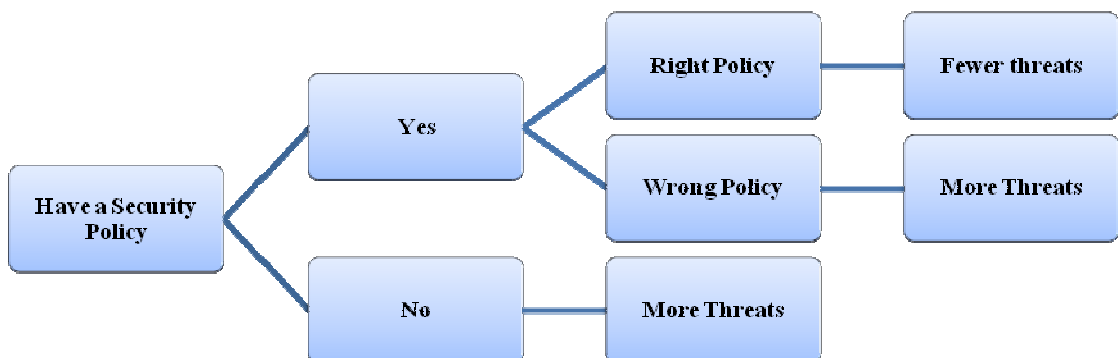 Right Policy
Fewer threats
Yes
Wrong Policy
More Threats
Have a Security
Policy
No
More Threats